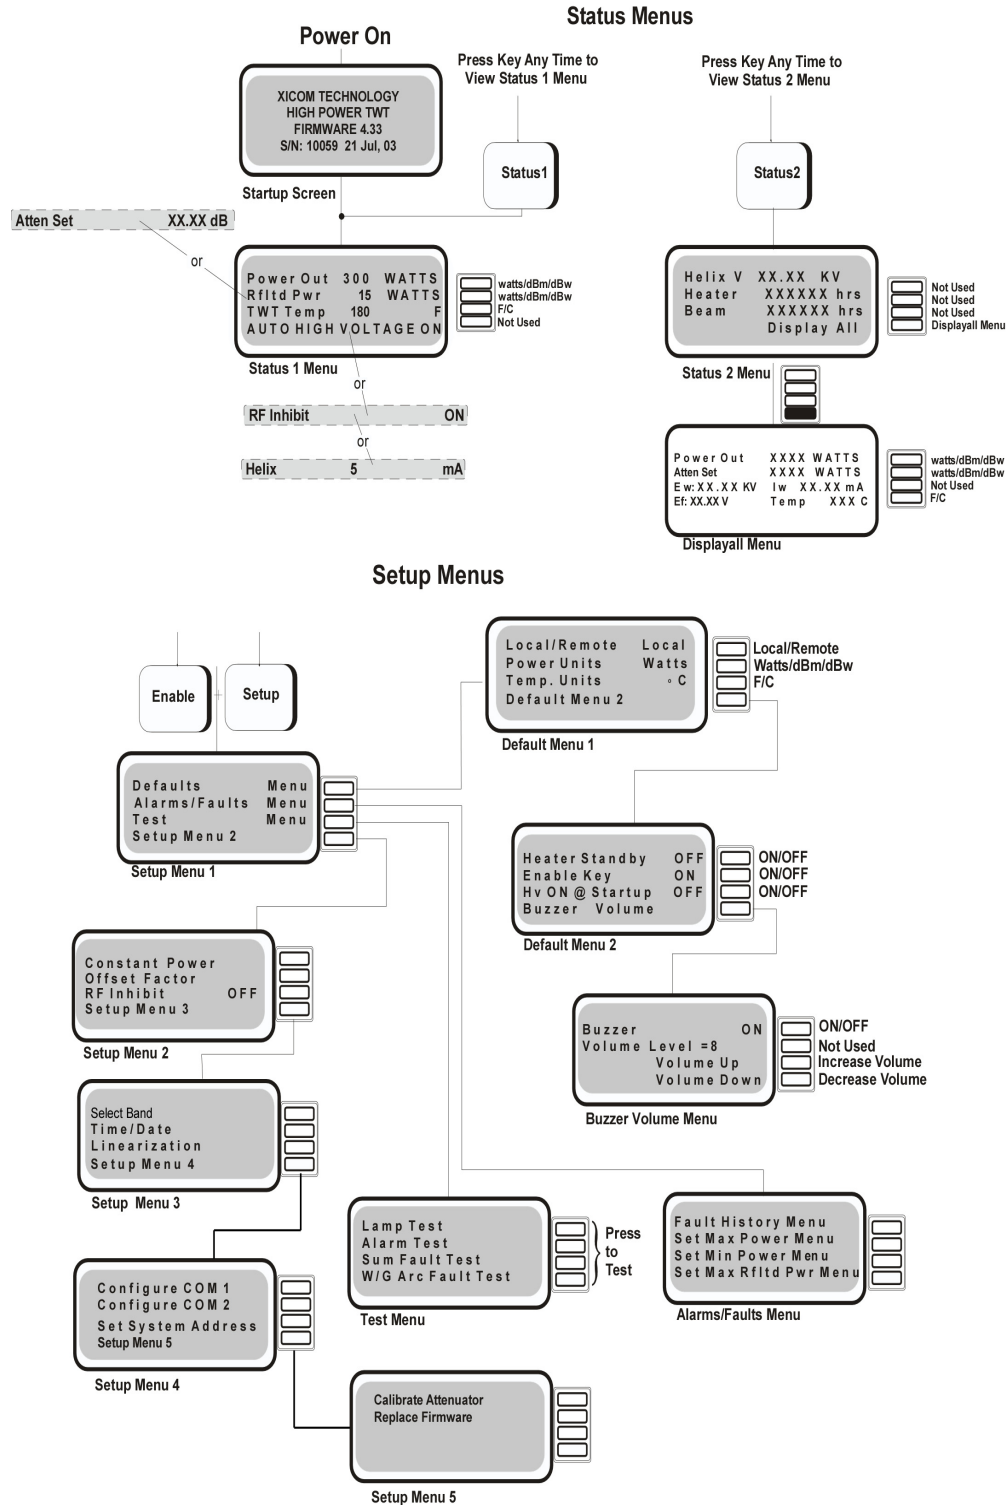 Status Menus
Power On
XICOM TECHNOLOGY
HIGH POWER TWT
FIRMWARE 4.33
S/N: 10059 21 Jul, 03
Startup Screen
Press Key Any Time to
View Status 1 Menu
Status1
Press Key Any Time to
View Status 2 Menu
Status2
Atten Set XX.XX dB
or
Power Out 300 WATTS
Rfltd Pwr 15 WATTS
TWT Temp 180 F
AUTO HIGH VOLTAGE ON
watts/dBm/dBw
watts/dBm/dBw
F/C
Not Used
Status 1 Menu
or
RF Inhibit ON
or
Helix 5 mA
Helix V XX.XX KV
Heater XXXXXX hrs
Beam XXXXXX hrs
Display All
Not Used
Not Used
Not Used
Displayall Menu
Status 2 Menu
Power Out XXXX WATTS
Atten Set XXXX WATTS
Ew: XX.XX KV Iw XX.XX mA
Ef: XX.XX V Temp XXX C
watts/dBm/dBw
watts/dBm/dBw
Not Used
F/C
Displayall Menu
Setup Menus
Enable
+
Setup
Defaults Menu
Alarms/Faults Menu
Test Menu
Setup Menu 2
Setup Menu 1
Local/Remote Local
Power Units Watts
Temp. Units ° C
Default Menu 2
Local/Remote
Watts/dBm/dBw
F/C
Default Menu 1
Heater Standby OFF
Enable Key ON
Hv ON @ Startup OFF
Buzzer Volume
ON/OFF
ON/OFF
ON/OFF
Default Menu 2
Constant Power
Offset Factor
RF Inhibit OFF
Setup Menu 3
Setup Menu 2
Buzzer ON
Volume Level =8
Volume Up
Volume Down
ON/OFF
Not Used
Increase Volume
Decrease Volume
Buzzer Volume Menu
Select Band
Time/Date
Linearization
Setup Menu 4
Setup Menu 3
Lamp Test
Alarm Test
Sum Fault Test
W/G Arc Fault Test
Press
to
Test
Test Menu
Fault History Menu
Set Max Power Menu
Set Min Power Menu
Set Max Rfltd Pwr Menu
Alarms/Faults Menu
Configure COM 1
Configure COM 2
Set System Address
Setup Menu 5
Setup Menu 4
Calibrate Attenuator
Replace Firmware
Setup Menu 5